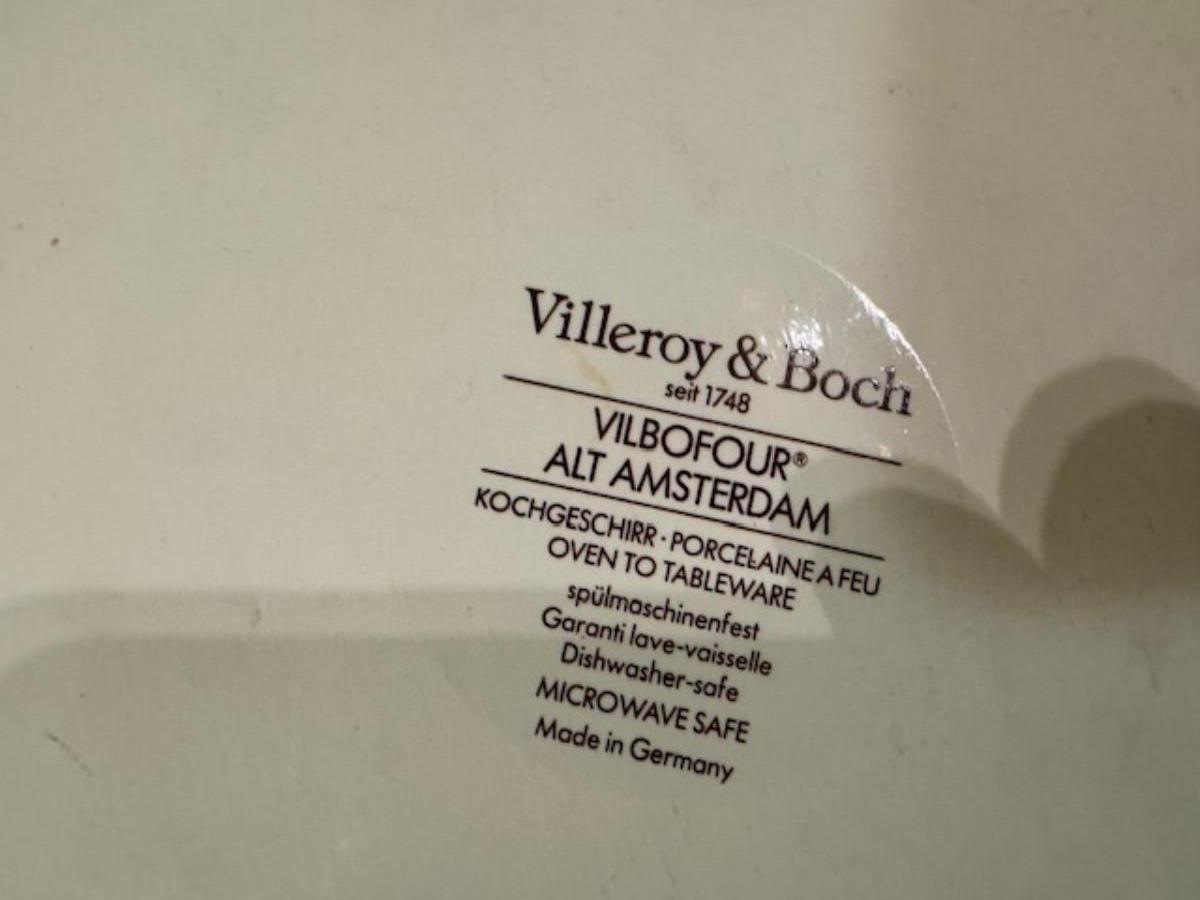 Villeroy & Boch
seit 1748
VILBOFOUR®
ALT AMSTERDAM
KOCHGESCHIRR · PORCELAINE A FEU
OVEN TO TABLEWARE
spülmaschinenfest
Garanti lave-vaisselle
Dishwasher-safe
MICROWAVE SAFE
Made in Germany